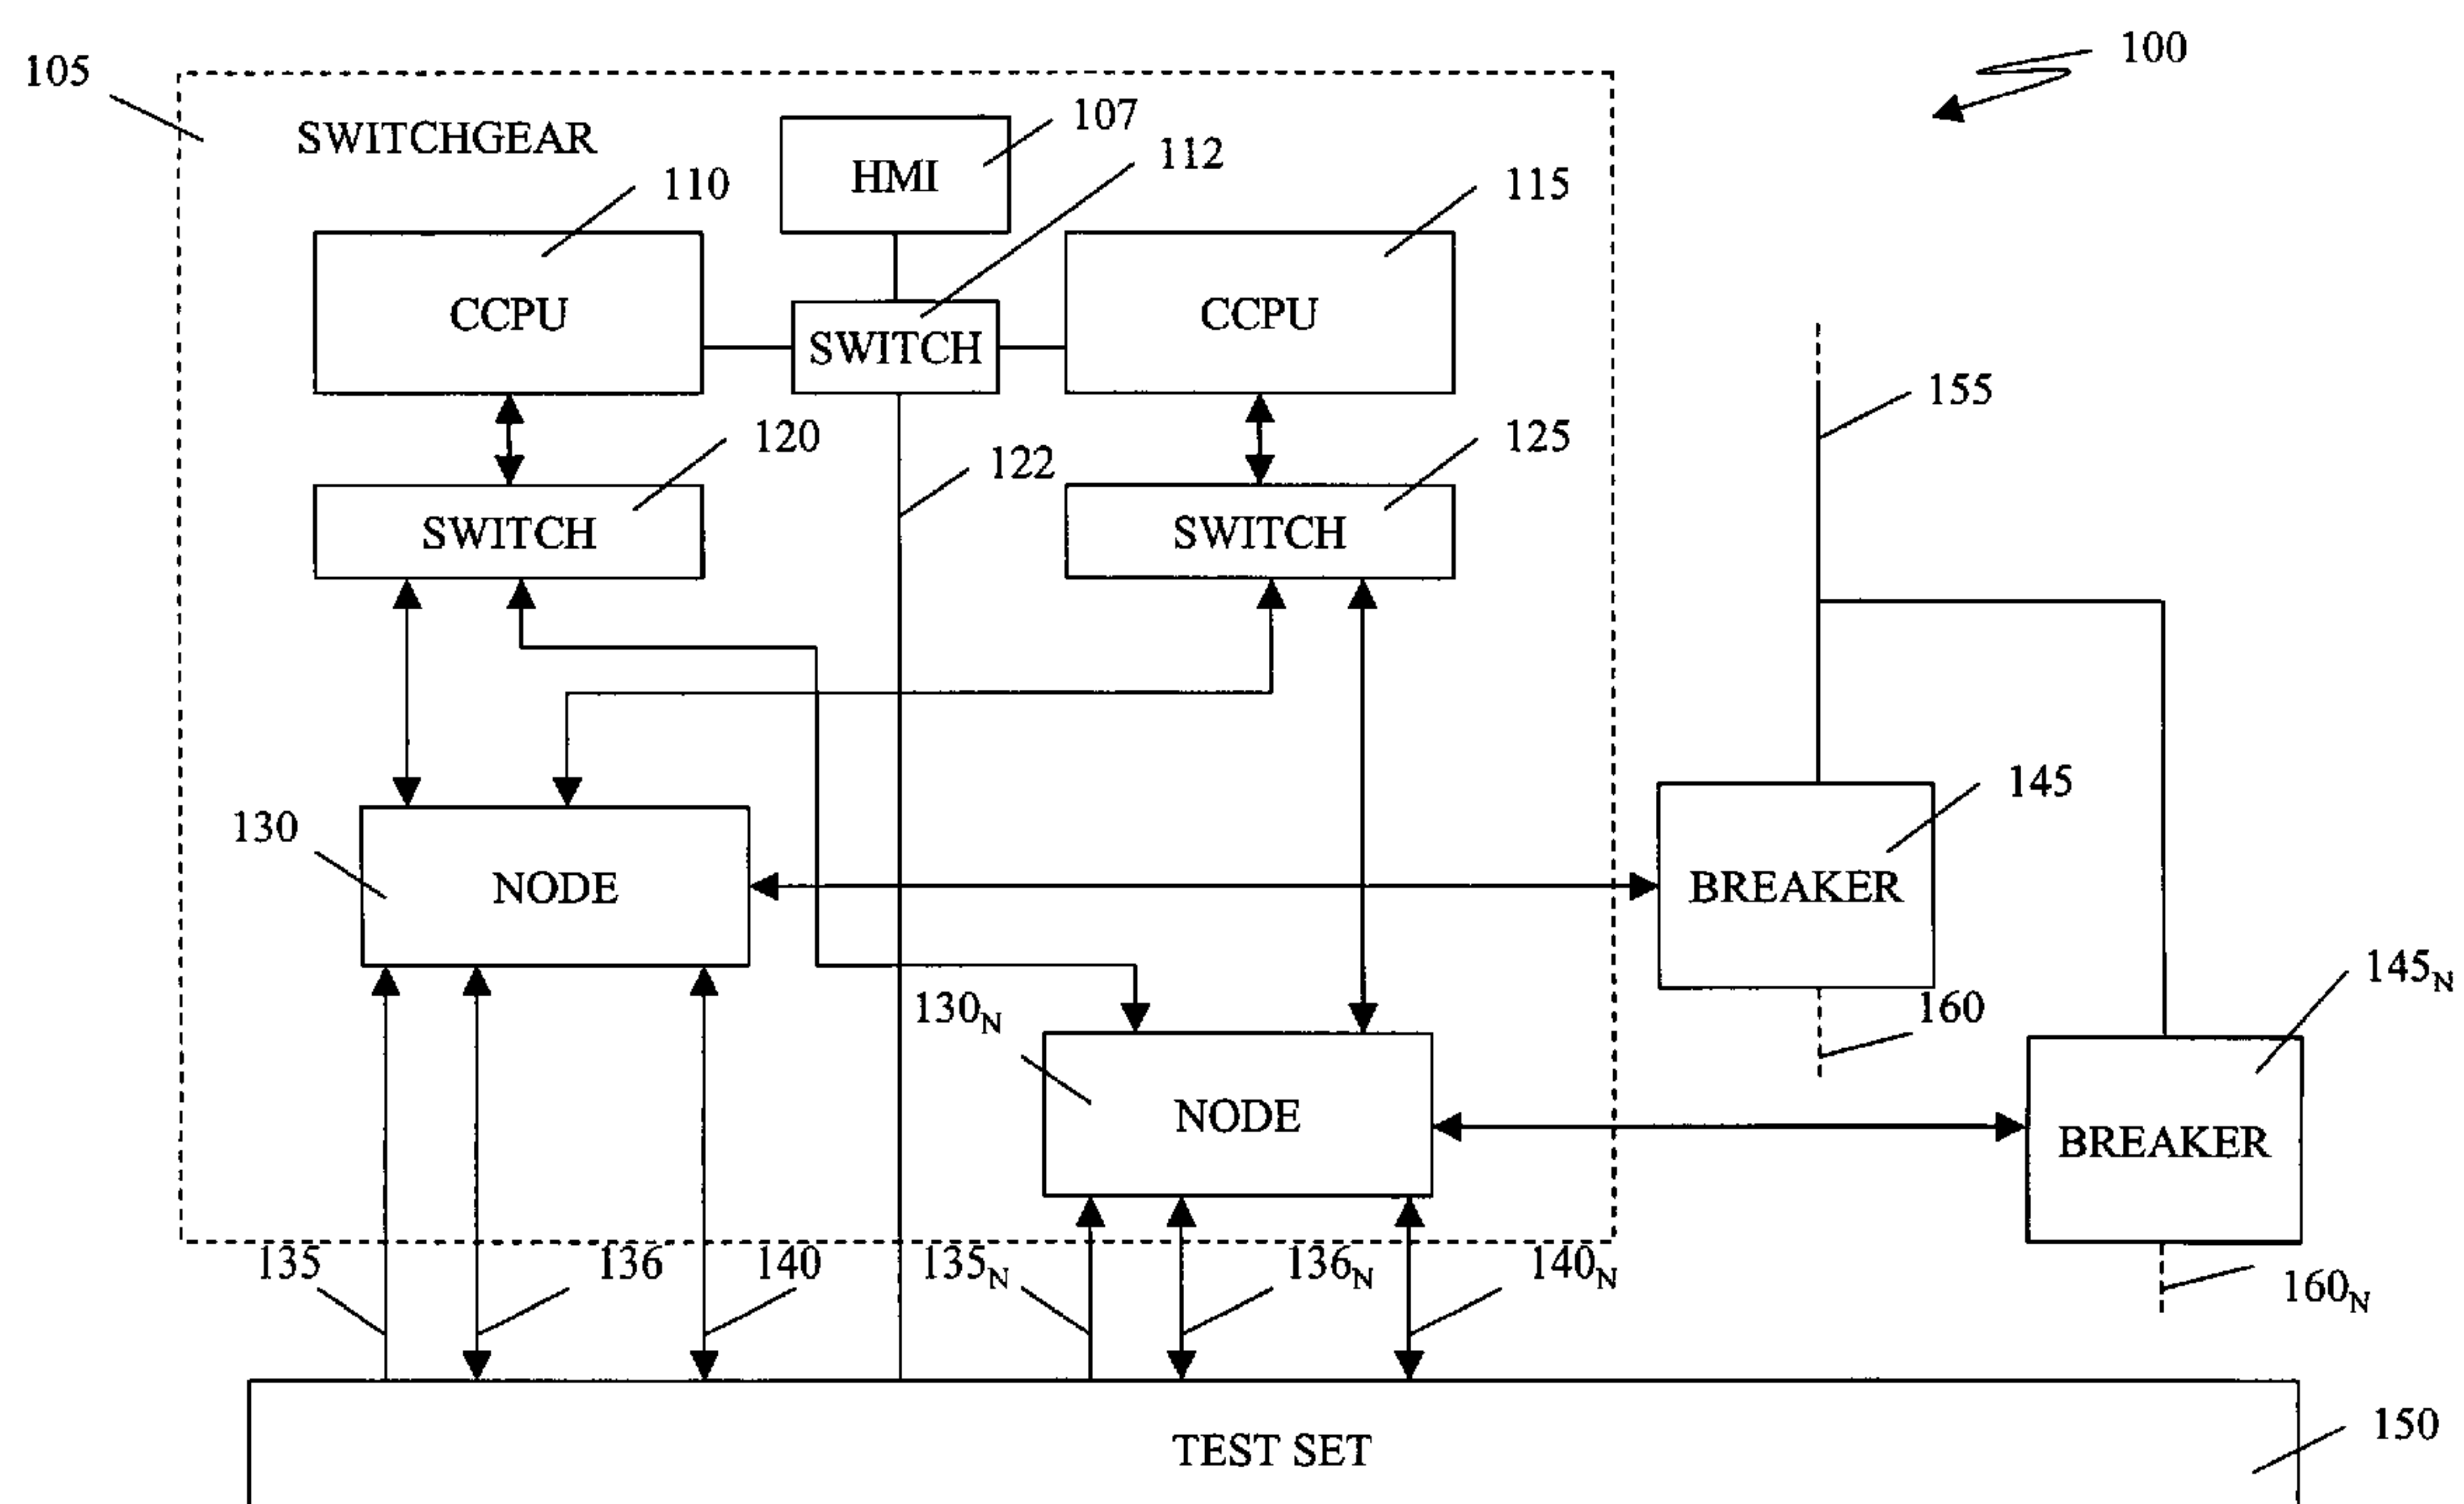 100
105
107
SWITCHGEAR
112
HMI
110
115
CCPU
CCPU
SWITCH
155
120
125
122
SWITCH
SWITCH
145
130
NODE
BREAKER
145N
130N
160
NODE
BREAKER
135
136
140
135N
136N
140N
160N
150
TEST SET